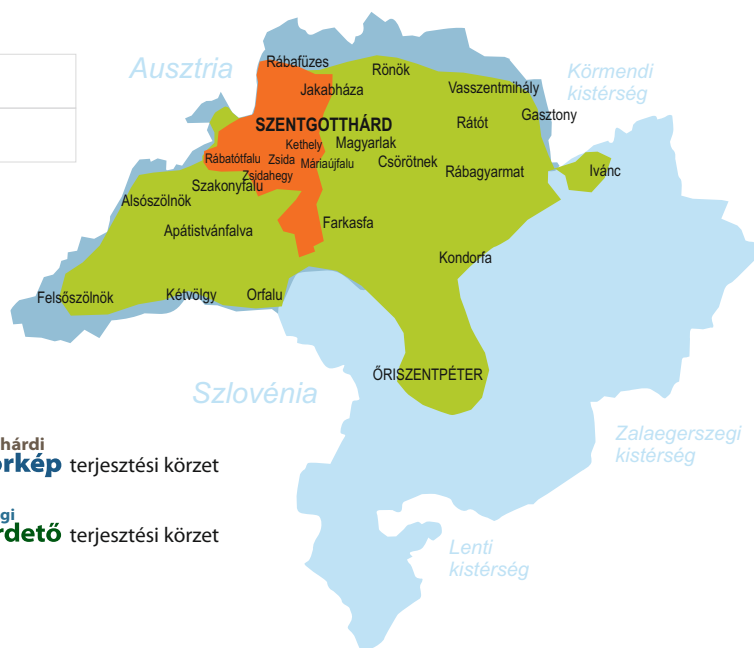 Ausztria
Rábafüzes
Rönök
Körmendi
kistérség
Jakabháza
Vasszentmihály
Gasztony
SZENTGOTTHÁRD
Rátót
Kethely
Magyarlak
Rábatótfalu
Zsida
Máriaújfalu
Csörötnek
Rábagyarmat
Ivánc
Zsidahegy
Szakonyfalu
Alsószölnök
Apátistvánfalva
Farkasfa
Kondorfa
Felsőszölnök
Kétvölgy
Orfalu
ŐRISZENTPÉTER
Szlovénia
Zalaegerszegi
kistérség
hárdi
rkép terjesztési körzet
gi
rdető terjesztési körzet
Lenti
kistérség